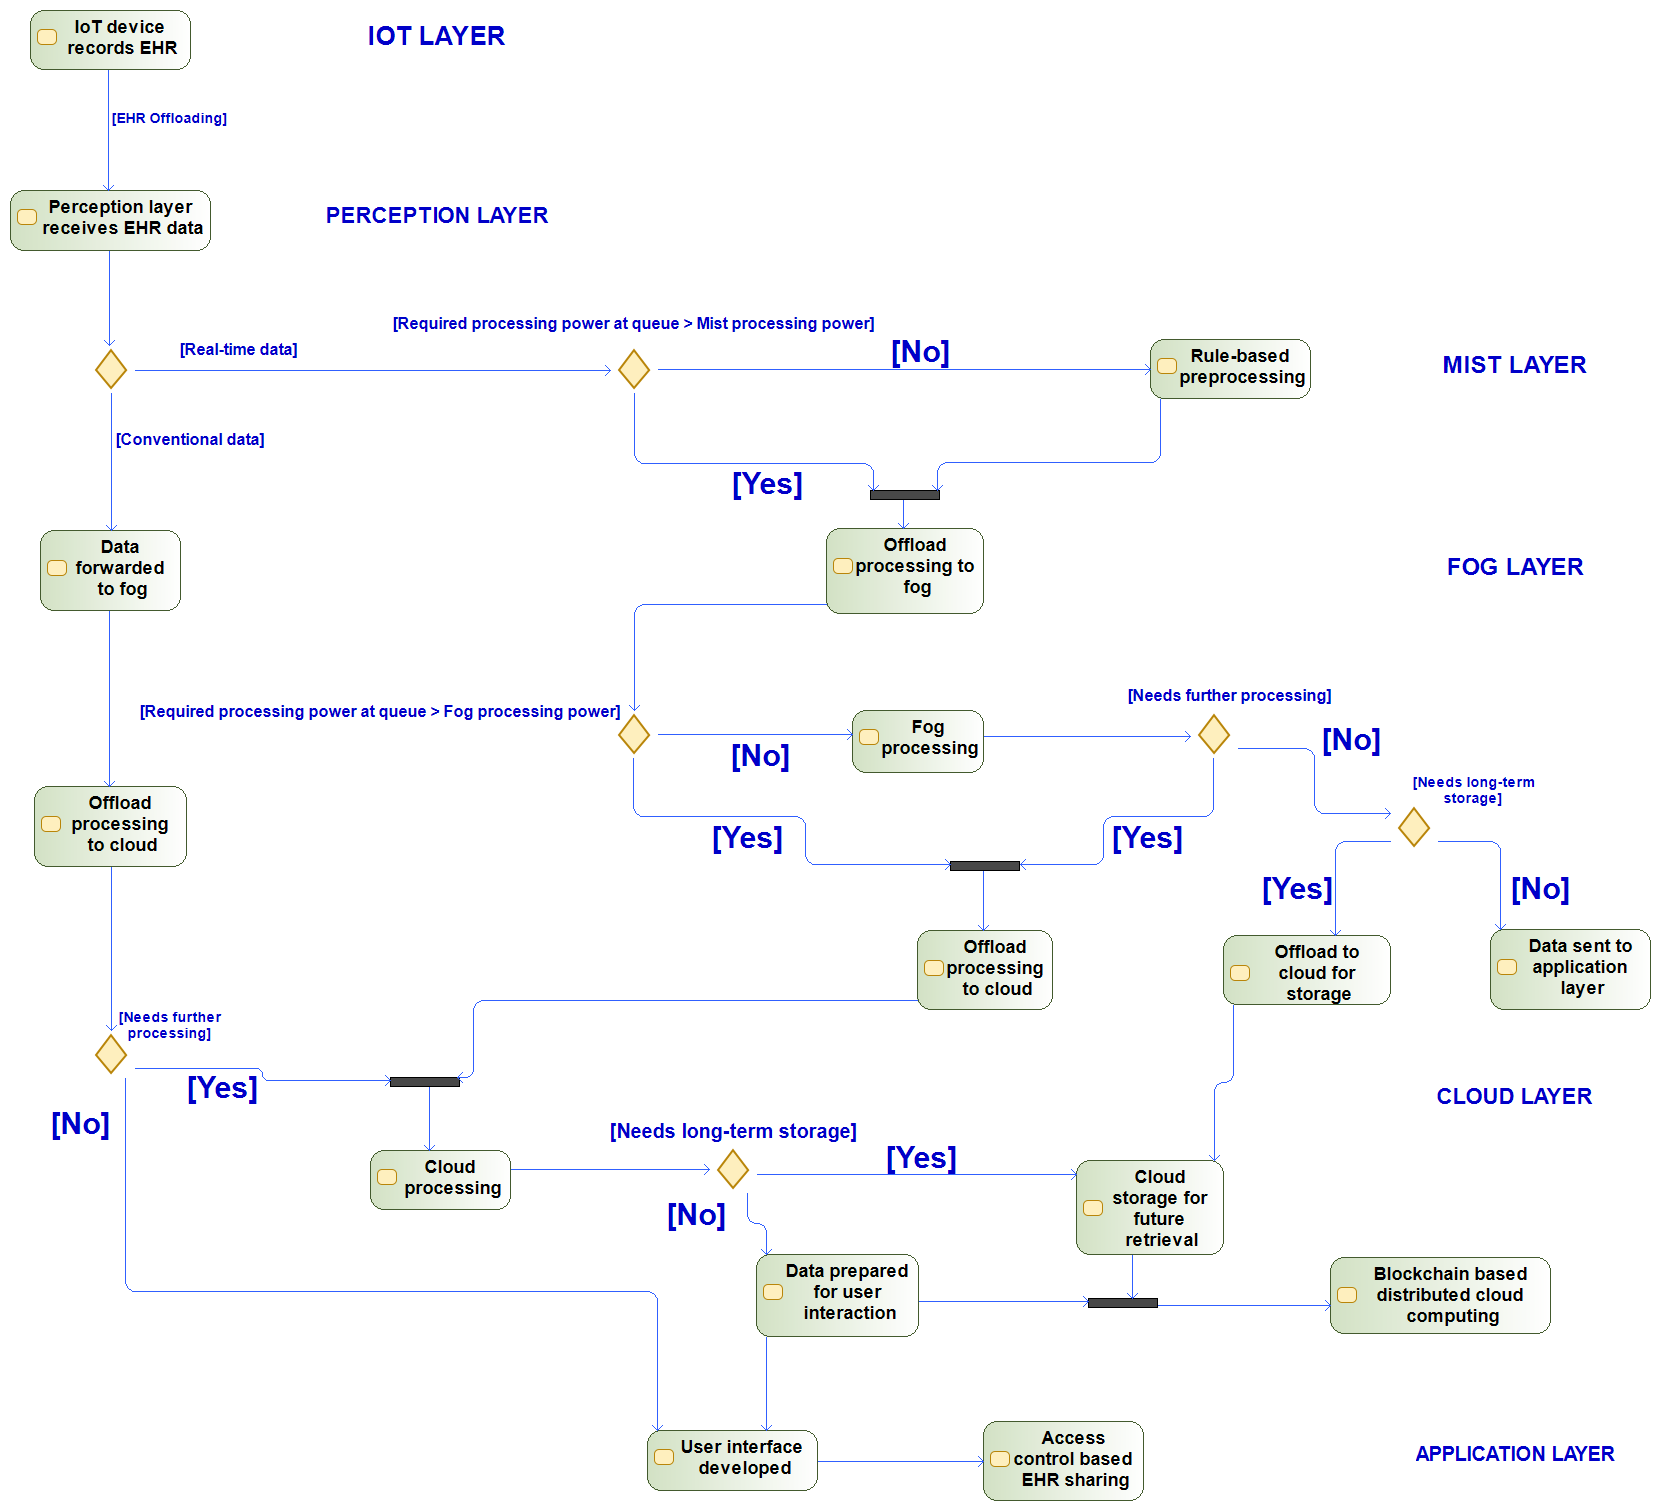 IoT device
records EHR
IOT LAYER
[EHR Offloading]
Perception layer
receives EHR data
PERCEPTION LAYER
[Required processing power at queue > Mist processing power]
[Real-time data]
[No]
Rule-based
preprocessing
MIST LAYER
[Conventional data]
[Yes]
Data
forwarded
to fog
Offload
processing to
fog
FOG LAYER
[Required processing power at queue > Fog processing power]
[No]
Fog
processing
[Needs further processing]
[No]
[Needs long-term
storage]
Offload
processing
to cloud
[Yes]
[Yes]
[Yes]
[No]
Offload
processing
to cloud
Offload to
cloud for
storage
Data sent to
application
layer
[Needs further
processing]
[Yes]
[No]
CLOUD LAYER
Cloud
processing
[Needs long-term storage]
[Yes]
[No]
Cloud
storage for
future
retrieval
Data prepared
for user
interaction
Blockchain based
distributed cloud
computing
User interface
developed
Access
control based
EHR sharing
APPLICATION LAYER